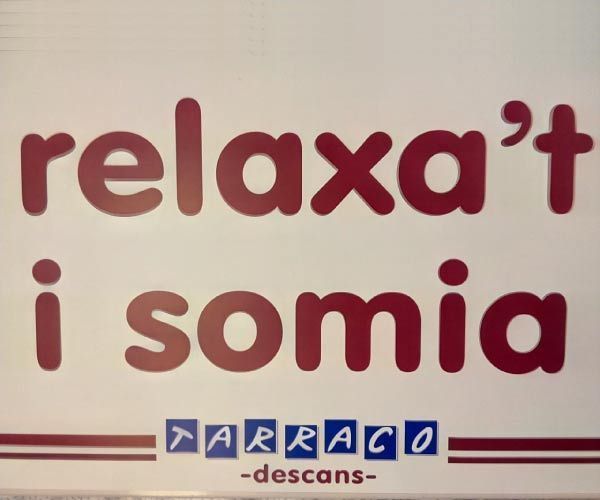 relaxa't
i somia
TARRACO
-descans-